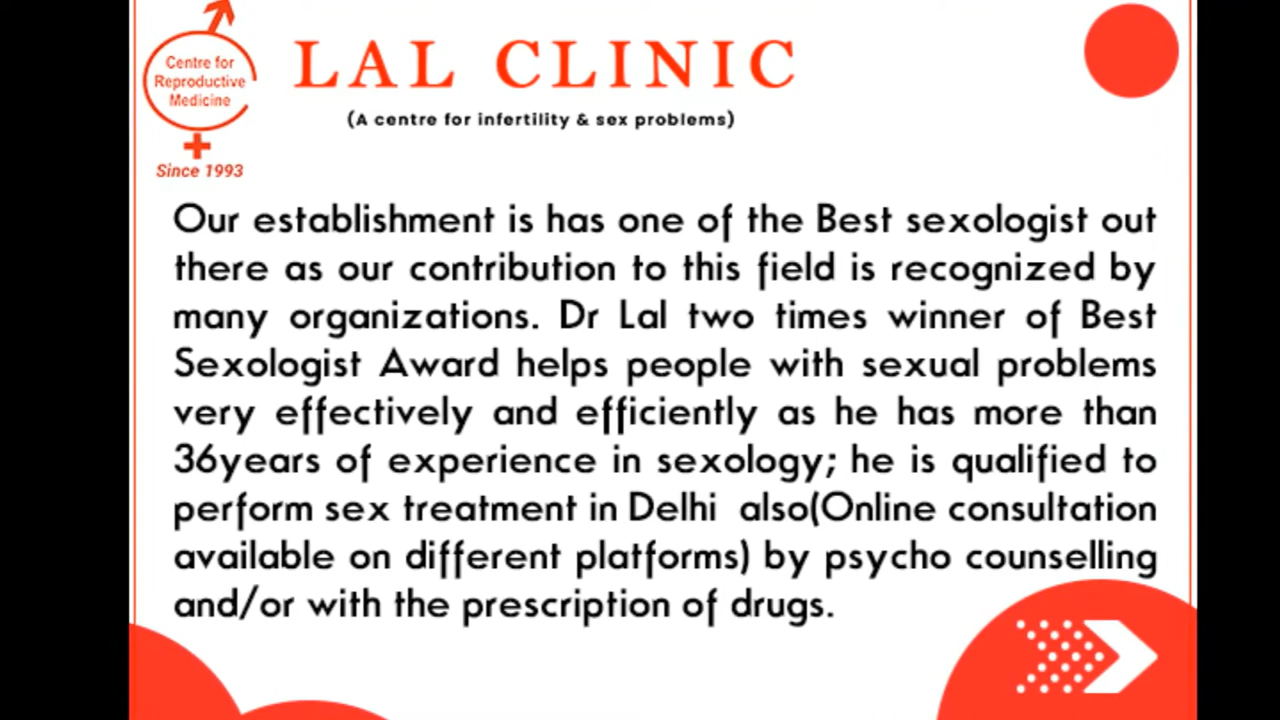 Centre for
Reproductive
Medicine
Since 1993
LAL CLINIC
(A centre for infertility & sex problems)
Our establishment is has one of the Best sexologist out
there as our contribution to this field is recognized by
many organizations. Dr Lal two times winner of Best
Sexologist Award helps people with sexual problems
very effectively and efficiently as he has more than
36years of experience in sexology; he is qualified to
perform sex treatment in Delhi  also(Online consultation
available on different platforms) by psycho counselling
and/or with the prescription of drugs.